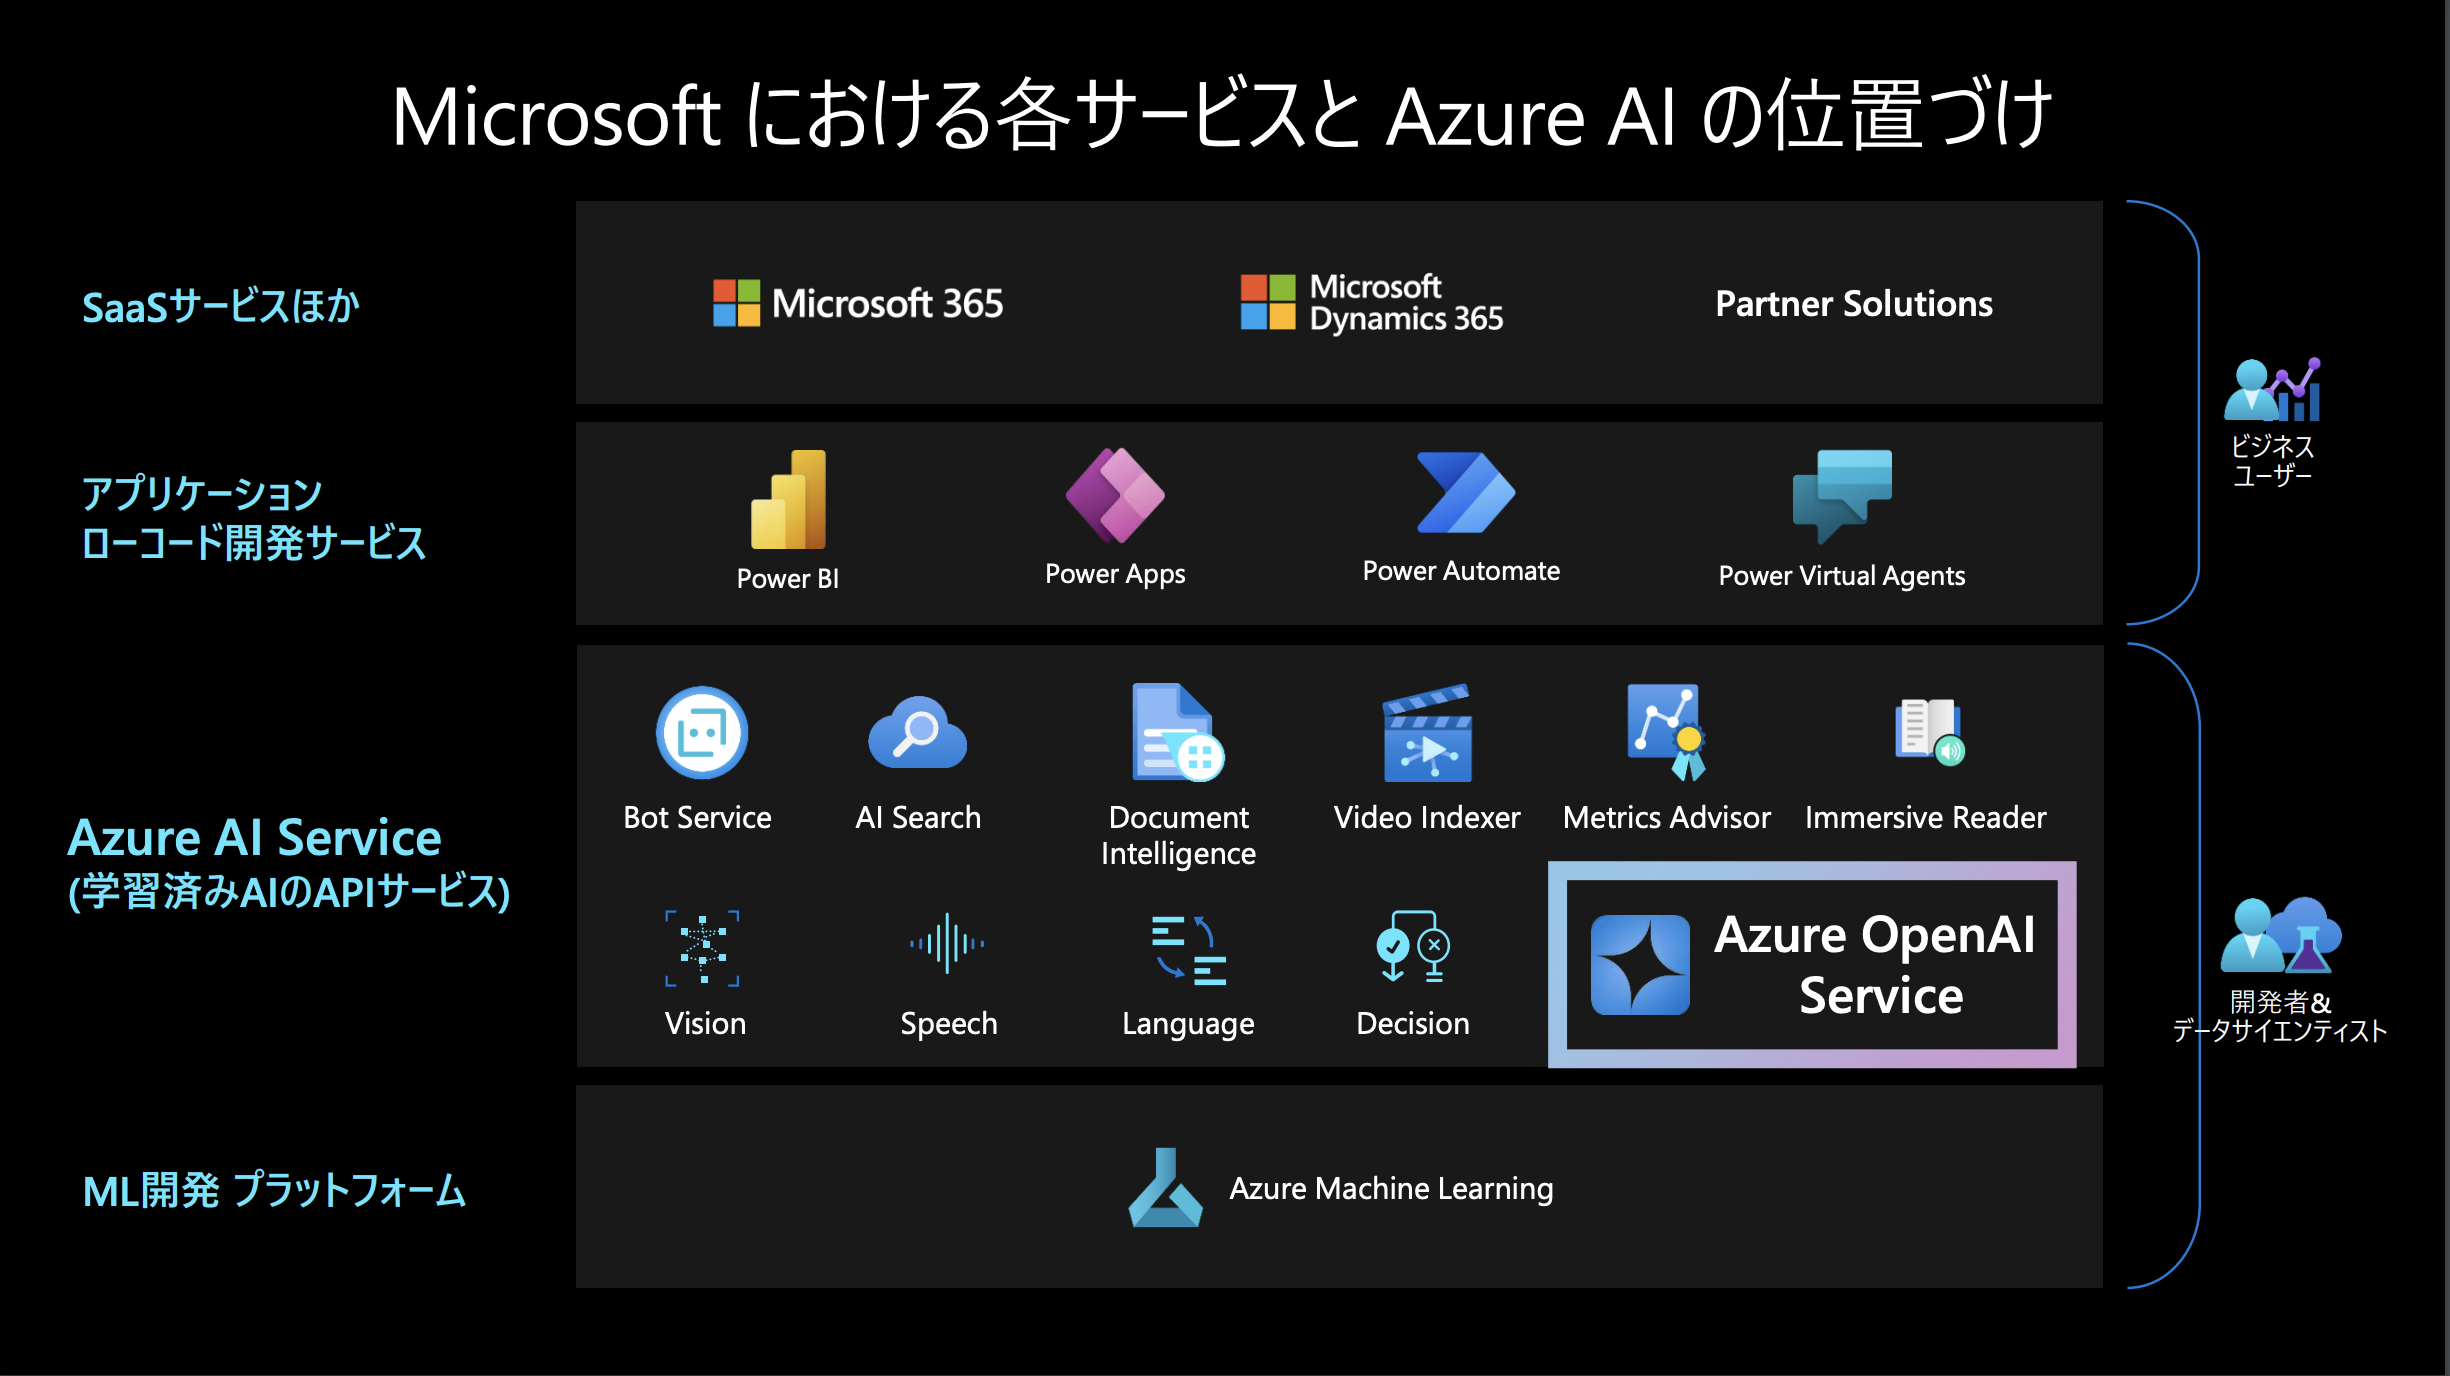 Microsoft における各サービスと Azure AI の位置づけ
SaaSサービスほか
Microsoft 365
Microsoft
Dynamics 365
Partner Solutions
アプリケーション
ローコード開発サービス
Power BI
Power Apps
Power Automate
Power Virtual Agents
ビジネス
ユーザー
Azure AI Service
(学習済みAIのAPIサービス)
Bot Service
AI Search
Document
Intelligence
Video Indexer
Metrics Advisor
Immersive Reader
Vision
Speech
Language
Decision
Azure OpenAI
Service
開発者&
データサイエンティスト
ML開発 プラットフォーム
Azure Machine Learning